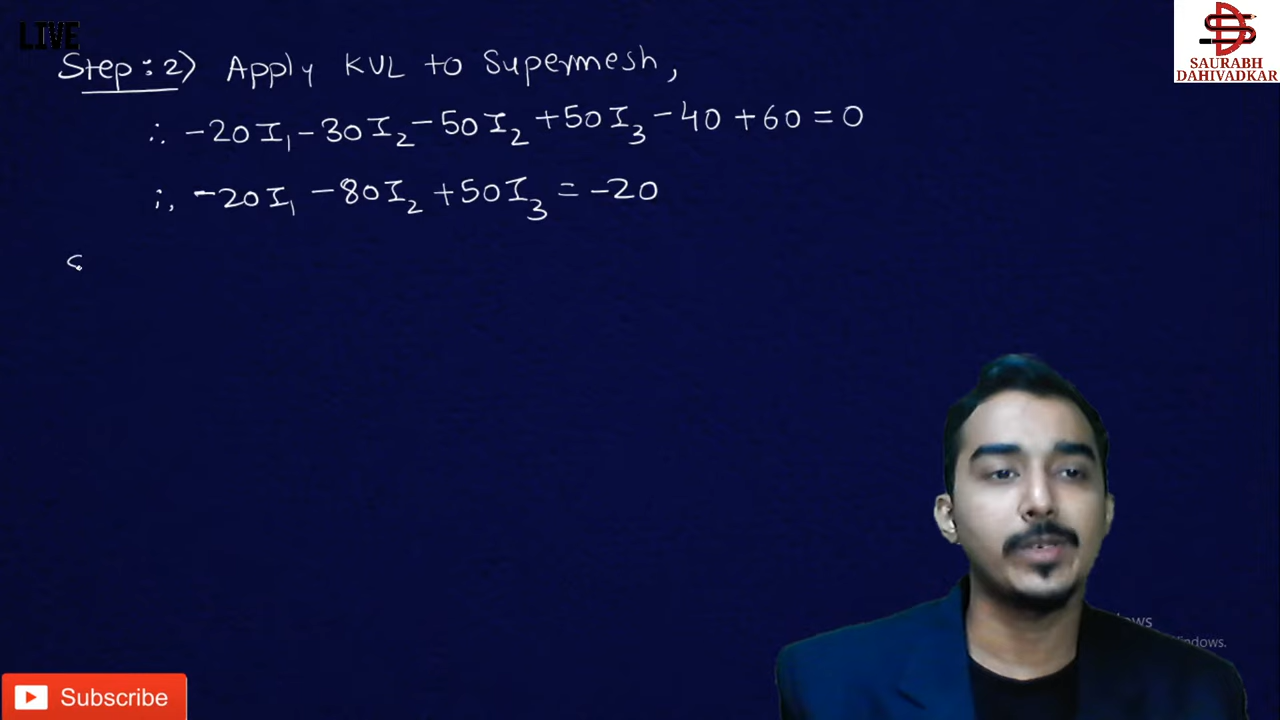 LIVE
Step:2) Apply KVL to Supermesh,
∴ -20I₁ -30I₂ -50I₂ +50I₃ -40 +60 = 0
∴ -20I₁ -80I₂ +50I₃ = -20
S
SAURABH
DAHIVADKAR
Subscribe